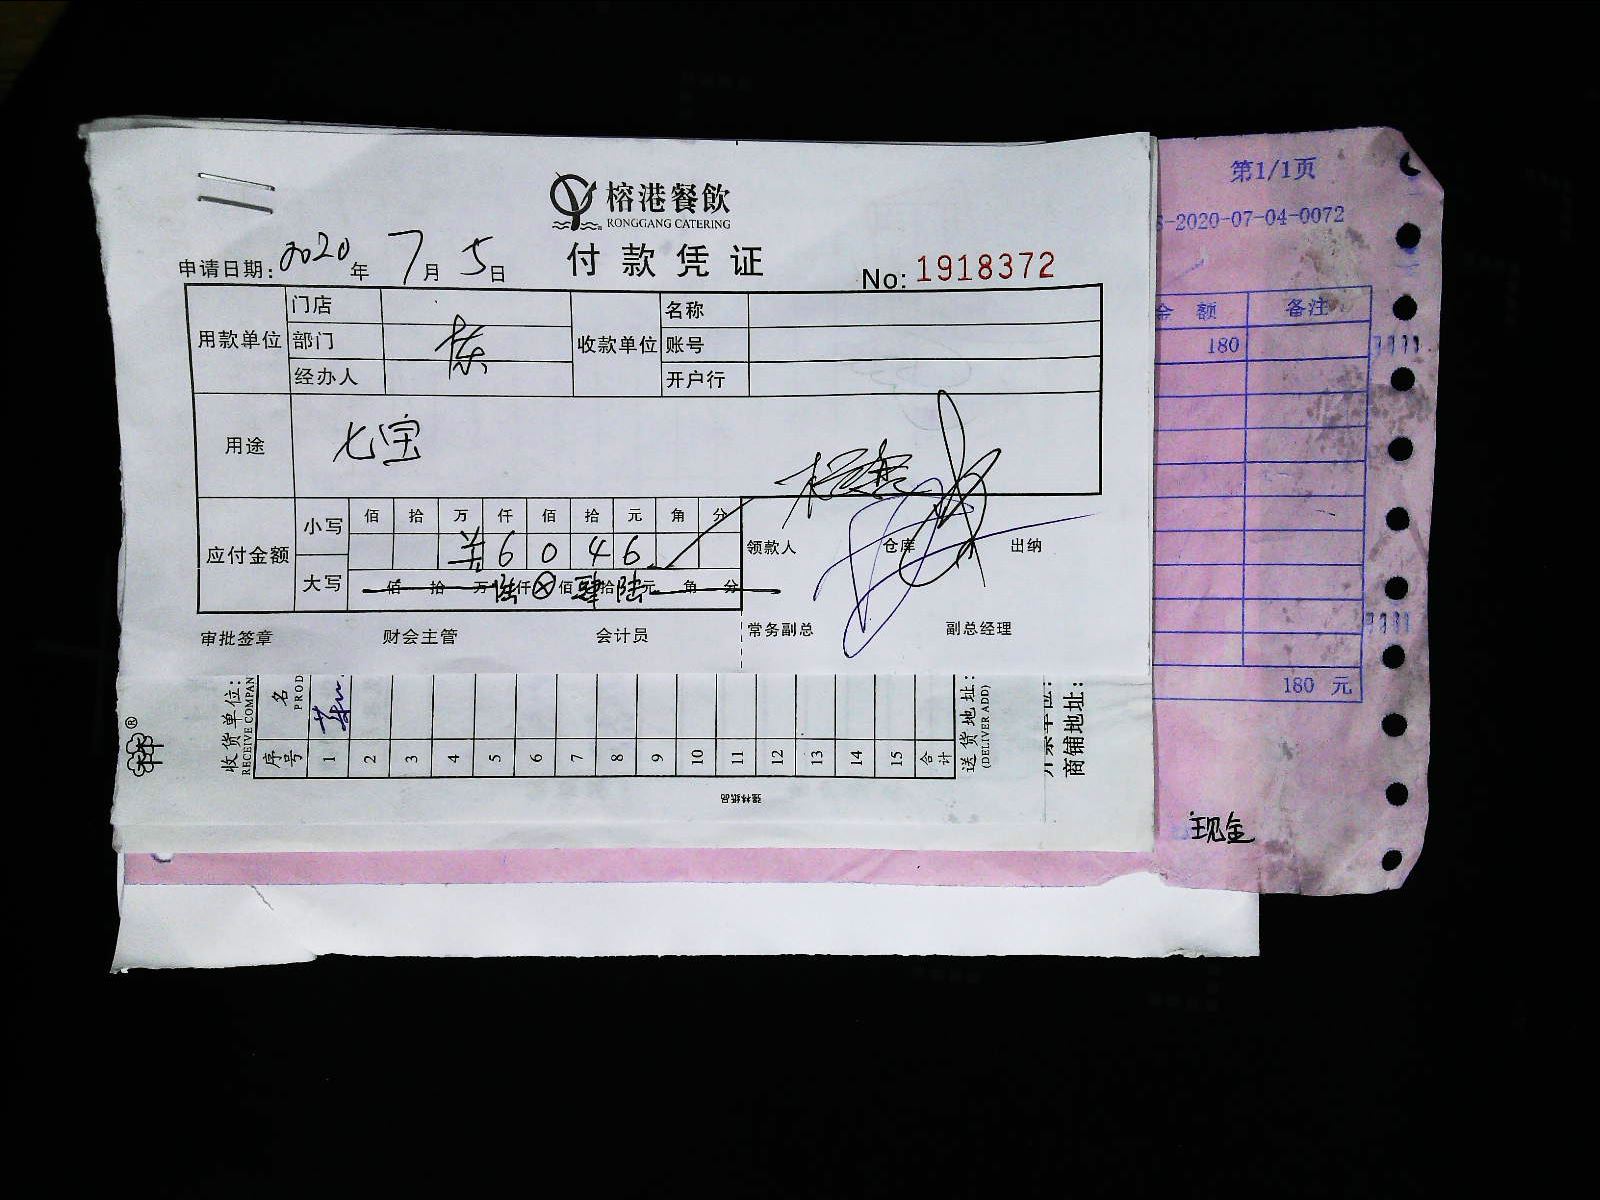 榕港餐飲
RONGGANG CATERING
付款凭证
申请日期: 2020年 7月 5日
No: 1918372
用款单位 门店 收款单位 名称
部门 栋 账号
经办人 开户行
用途 七宝
应付金额 小写 佰 拾 万 仟 佰 拾 元 角 分
¥ 6 0 4 6
大写 佰 拾 万 陆仟 ⊗佰 肆拾 陆元 角 分
领款人 仓库 出纳
审批签章 财会主管 会计员 常务副总 副总经理
收货单位:
RECEIVE COMPAN
序号 名
PROD
1
2
3
4
5
6
7
8
9
10
11
12
13
14
15
合计
送货地址:
(DELIVER ADD)
商铺地址:
第1/1页
-2020-07-04-0072
金 额 备注
180
180 元
现金